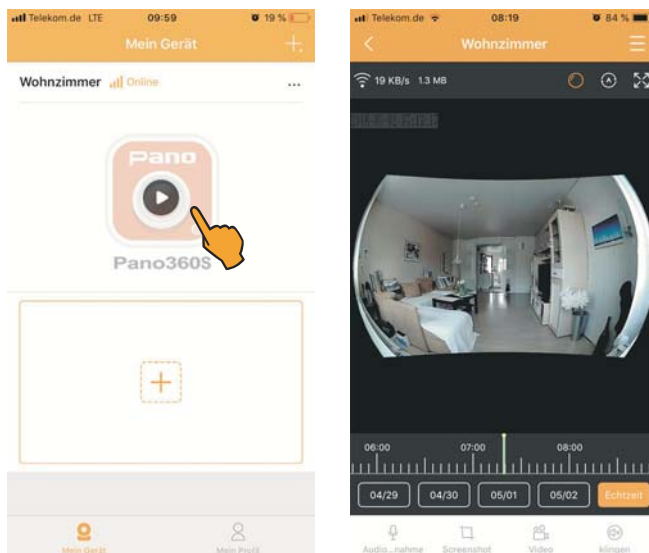 Telekom.de LTE 09:59 19 %
Mein Gerät
Wohnzimmer Online ...
Pano
Pano360S
Mein Gerät Mein Profil
Telekom.de 08:19 84 %
Wohnzimmer
19 KB/s 1.3 MB
06:00 07:00 08:00
04/29 04/30 05/01 05/02 Echtzeit
Audio...nahme Screenshot Video klingen